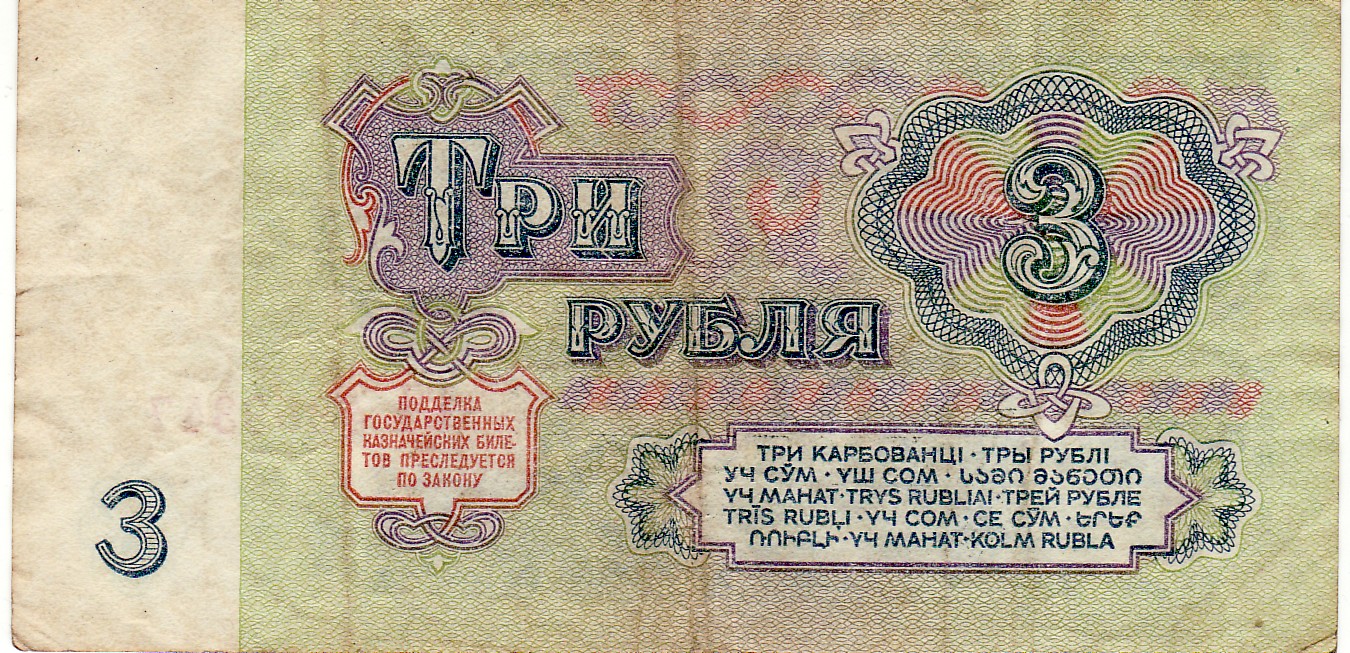 Три
3
РУБЛЯ
ПОДДЕЛКА
ГОСУДАРСТВЕННЫХ
КАЗНАЧЕЙСКИХ БИЛЕ-
ТОВ ПРЕСЛЕДУЕТСЯ
ПО ЗАКОНУ
ТРИ КАРБОВАНЦІ · ТРЫ РУБЛІ
УЧ СЎМ · ҮШ СОМ · სამი მანეთი
ҮЧ МАНАТ · TRYS RUBLIAI · ТРЕЙ РУБЛЕ
TRĪS RUBĻI · ҮЧ СОМ · СЕ СӮМ · ԵՐԵՔ
ՌՈՒԲԼԻ · ҮЧ МАНАТ · KOLM RUBLA
3